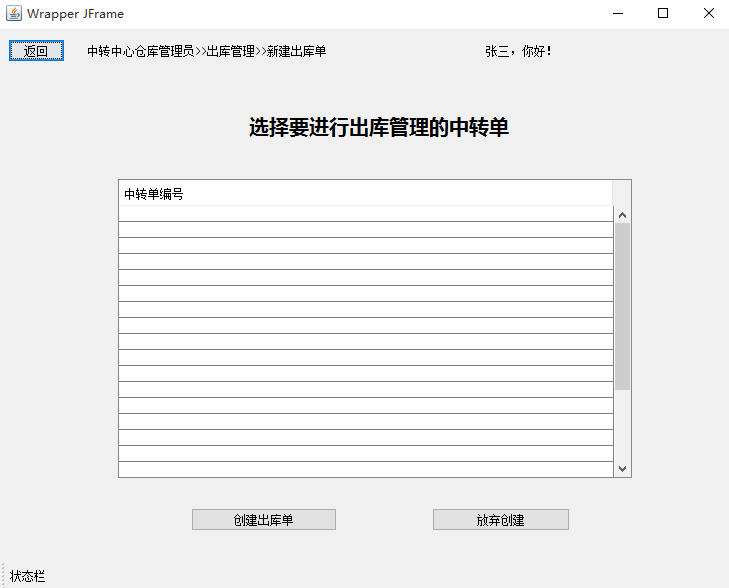 Wrapper JFrame
返回 中转中心仓库管理员>>出库管理>>新建出库单 张三，你好！
选择要进行出库管理的中转单
中转单编号
创建出库单 放弃创建
状态栏